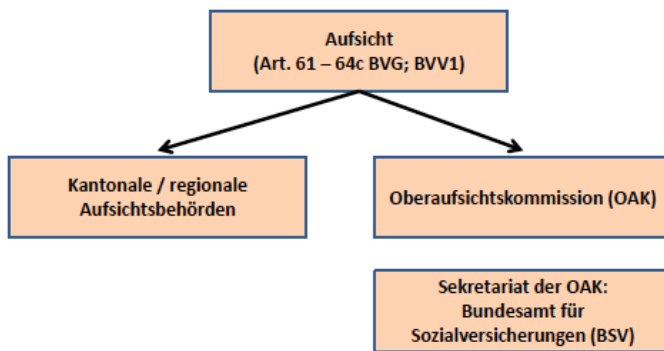 Aufsicht
(Art. 61 – 64c BVG; BVV1)
Kantonale / regionale
Aufsichtsbehörden
Oberaufsichtskommission (OAK)
Sekretariat der OAK:
Bundesamt für
Sozialversicherungen (BSV)